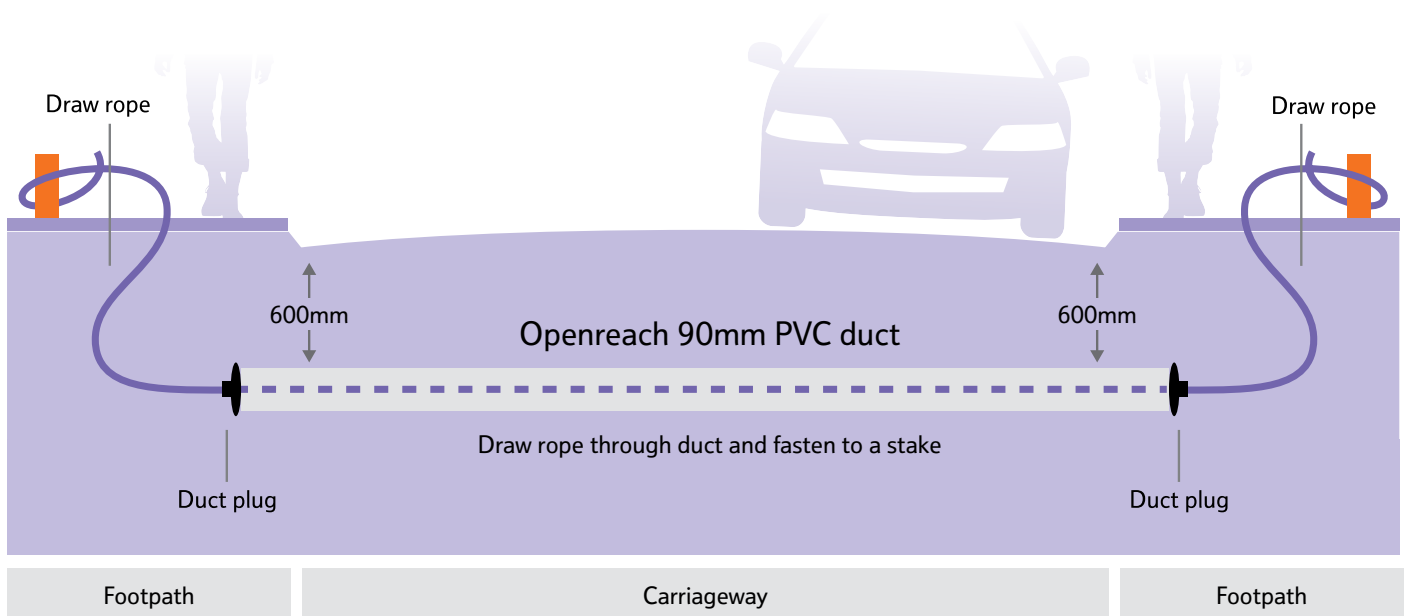 Draw rope
Draw rope
600mm
600mm
Openreach 90mm PVC duct
Draw rope through duct and fasten to a stake
Duct plug
Duct plug
Footpath
Carriageway
Footpath